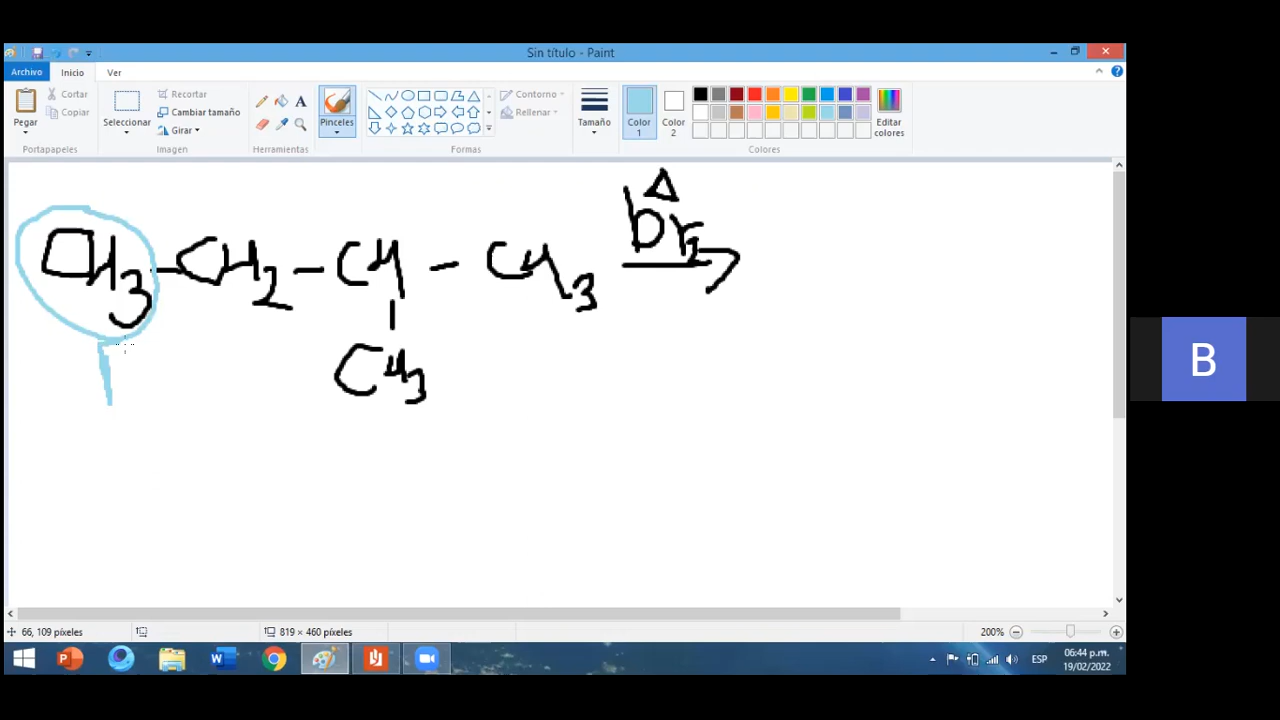 Sin título - Paint
Archivo Inicio Ver
Pegar
Cortar
Copiar
Portapapeles
Seleccionar
Recortar
Cambiar tamaño
Girar
Imagen
A
Herramientas
Pinceles
Contorno
Rellenar
Formas
Tamaño
Color 1
Color 2
Editar colores
Colores
Δ
br2
CH3 - CH2 - CH - CH3
CH3
B
66, 109 píxeles
819 × 460 píxeles
200%
ESP
06:44 p.m.
19/02/2022